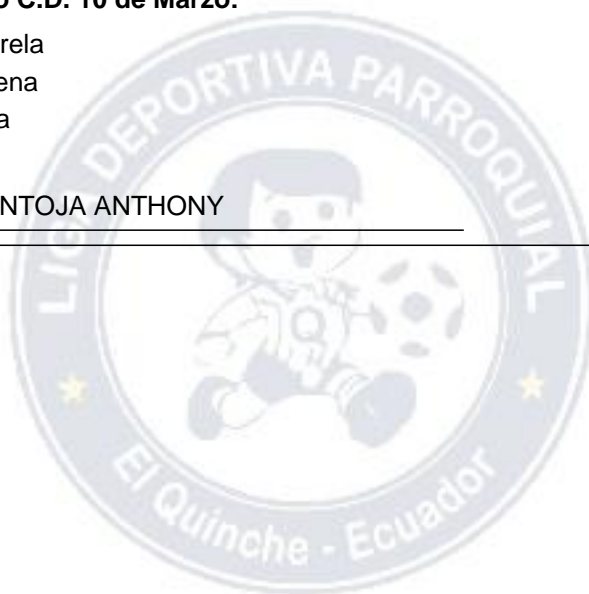 o C.D. 10 de Marzo.
rela
ena
a
NTOJA ANTHONY
LIGA DEPORTIVA PARROQUIAL
Q
El Quinche - Ecuador